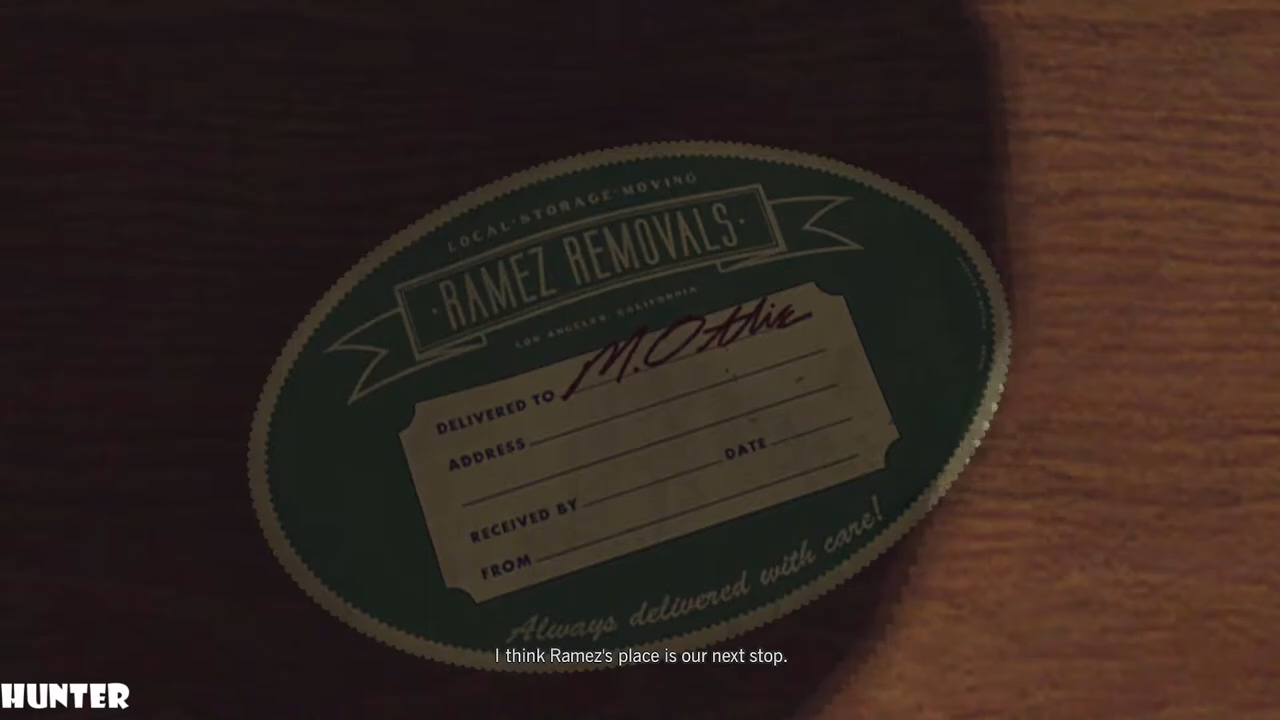 LOCAL·STORAGE·MOVING
·RAMEZ REMOVALS·
LOS ANGELES, CALIFORNIA
DELIVERED TO M. Ottlie
ADDRESS
RECEIVED BY DATE
FROM
Always delivered with care!
I think Ramez's place is our next stop.
HUNTER